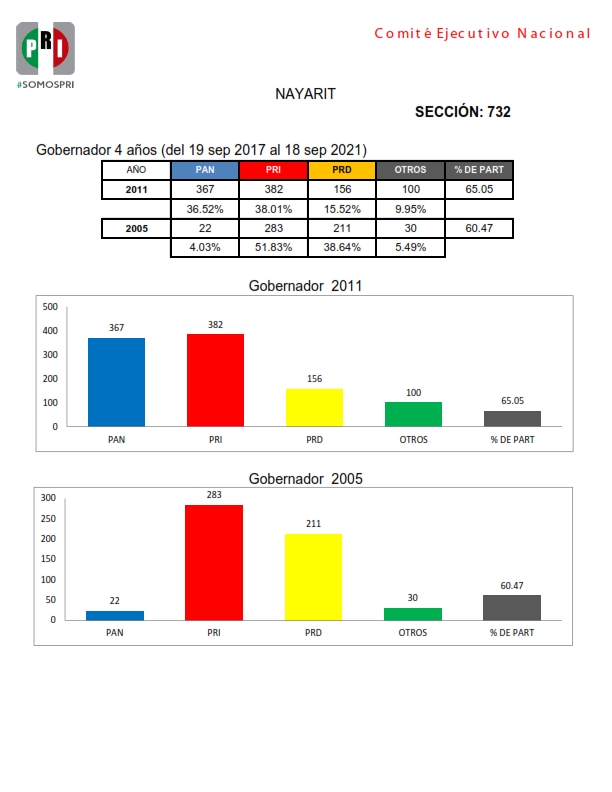 Comité Ejecutivo Nacional
PRI
#SOMOSPRI
NAYARIT
SECCIÓN: 732
Gobernador 4 años (del 19 sep 2017 al 18 sep 2021)
AÑO PAN PRI PRD OTROS % DE PART
2011 367 382 156 100 65.05
36.52% 38.01% 15.52% 9.95%
2005 22 283 211 30 60.47
4.03% 51.83% 38.64% 5.49%
Gobernador 2011
500
400
300
200
100
0
367
382
156
100
65.05
PAN PRI PRD OTROS % DE PART
Gobernador 2005
300
250
200
150
100
50
0
22
283
211
30
60.47
PAN PRI PRD OTROS % DE PART